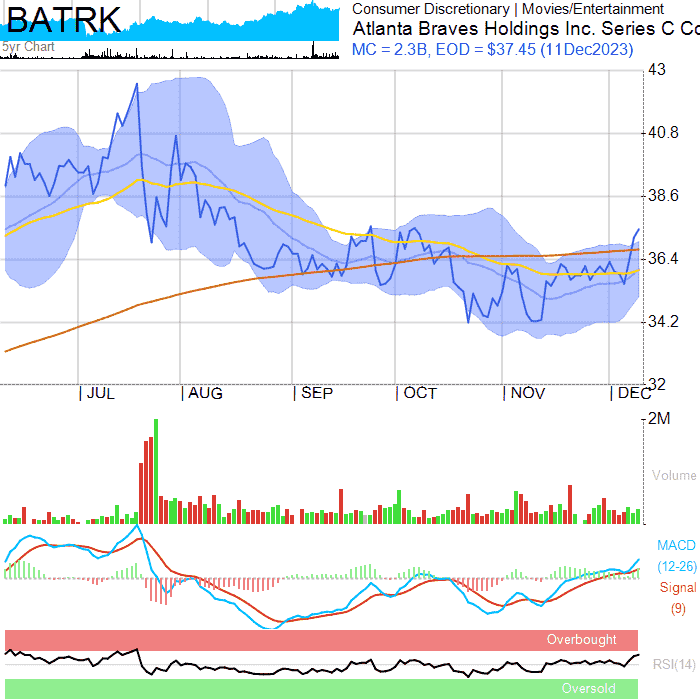 BATRK
5yr Chart
Consumer Discretionary | Movies/Entertainment
Atlanta Braves Holdings Inc. Series C Co
MC = 2.3B, EOD = $37.45 (11Dec2023)
43
40.8
38.6
36.4
34.2
32
| JUL | AUG | SEP | OCT | NOV | DEC
2M
Volume
MACD
(12-26)
Signal
(9)
Overbought
RSI(14)
Oversold